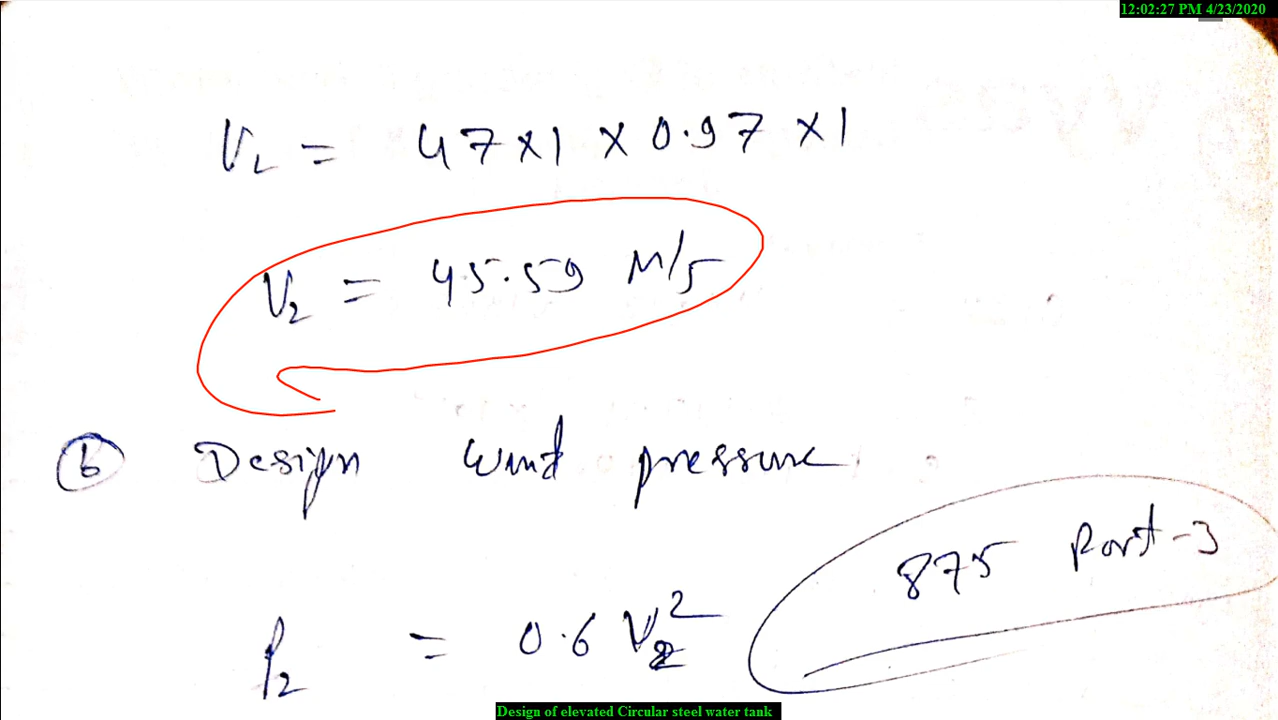 12:02:27 PM 4/23/2020
V₂ = 47 × 1 × 0.97 × 1
V₂ = 45.59 M/s
(b) Design wind pressure
875 Part-3
P₂ = 0.6 V₂²
Design of elevated Circular steel water tank